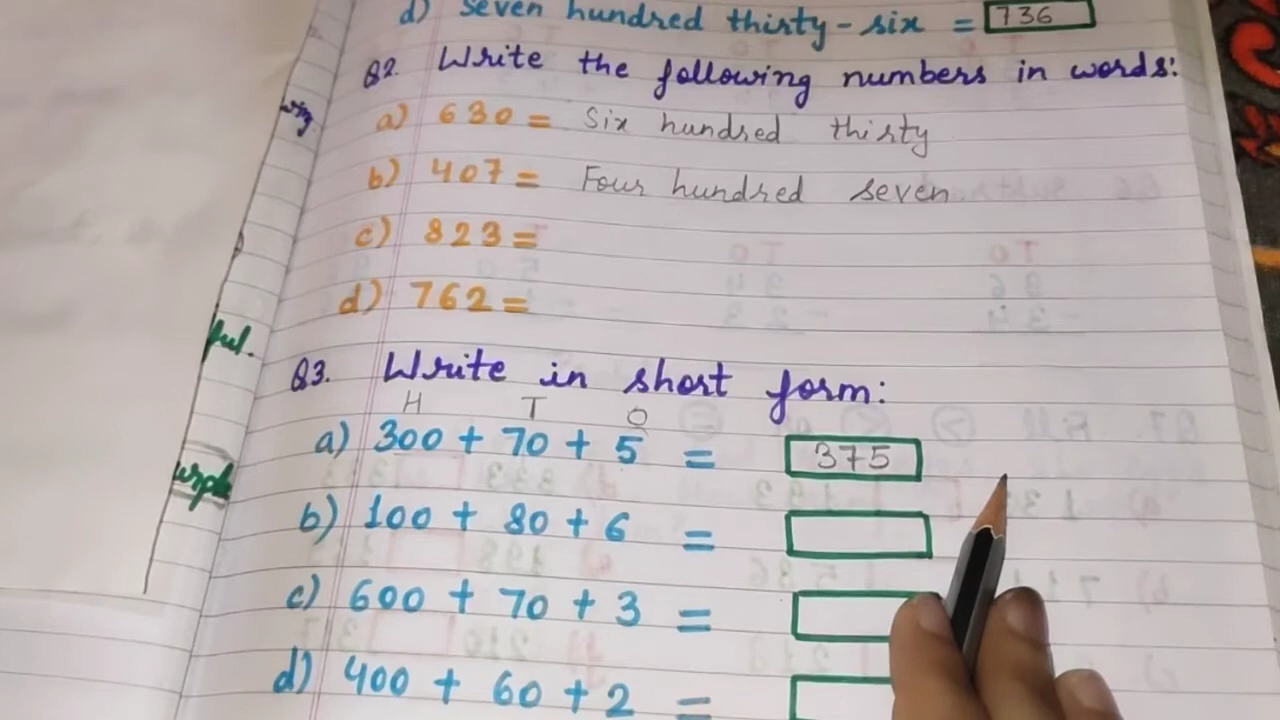 d) seven hundred thirty-six = 736
Q2. Write the following numbers in words:
a) 630 = Six hundred thirty
b) 407 = Four hundred seven
c) 823 =
d) 762 =
Q3. Write in short form:
H T O
a) 300 + 70 + 5 = 375
b) 100 + 80 + 6 =
c) 600 + 70 + 3 =
d) 400 + 60 + 2 =